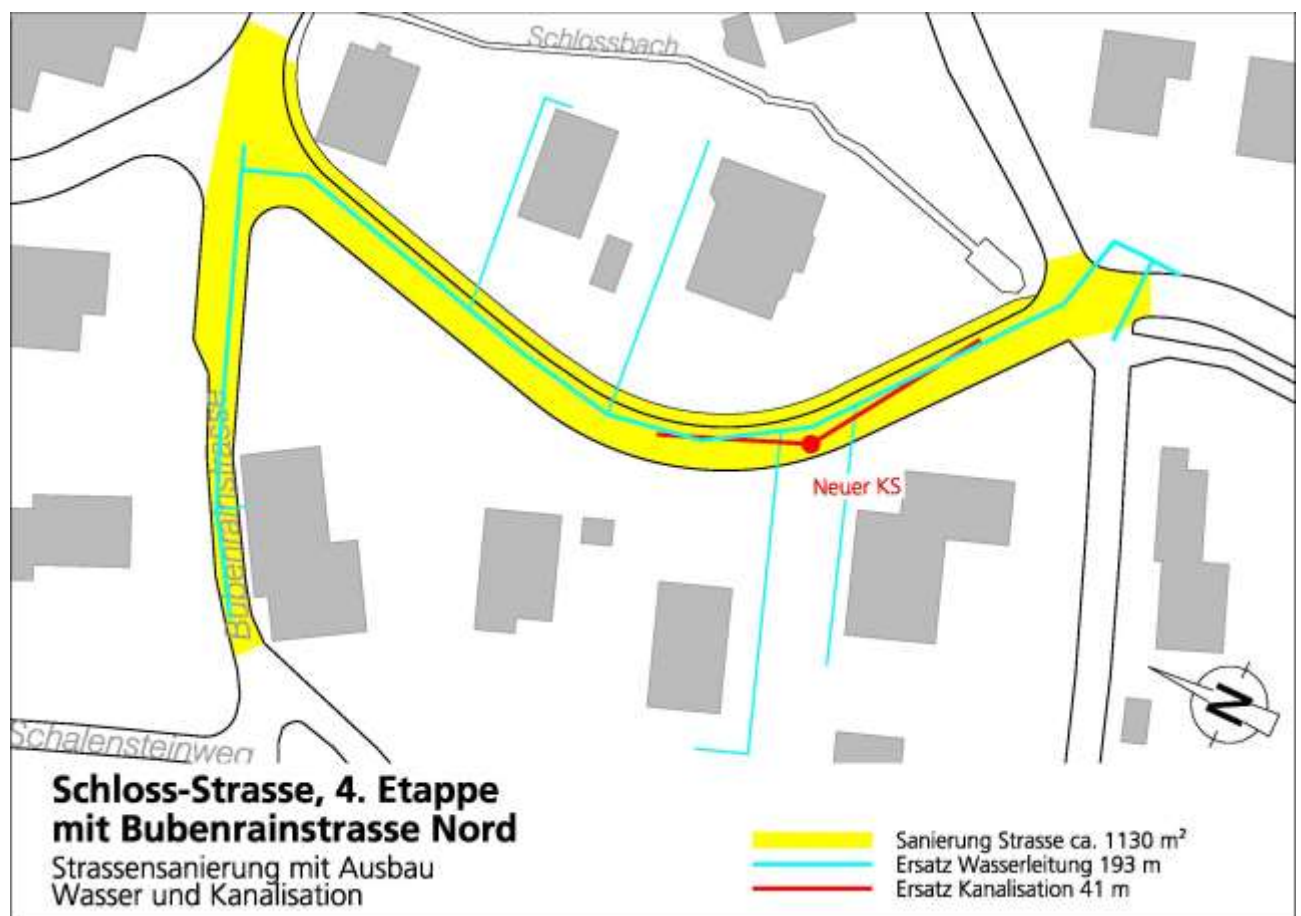 Schlossbach
Bubenrainstrasse
Neuer KS
N
Schalensteinweg
Schloss-Strasse, 4. Etappe
mit Bubenrainstrasse Nord
Strassensanierung mit Ausbau
Wasser und Kanalisation
Sanierung Strasse ca. 1130 m²
Ersatz Wasserleitung 193 m
Ersatz Kanalisation 41 m